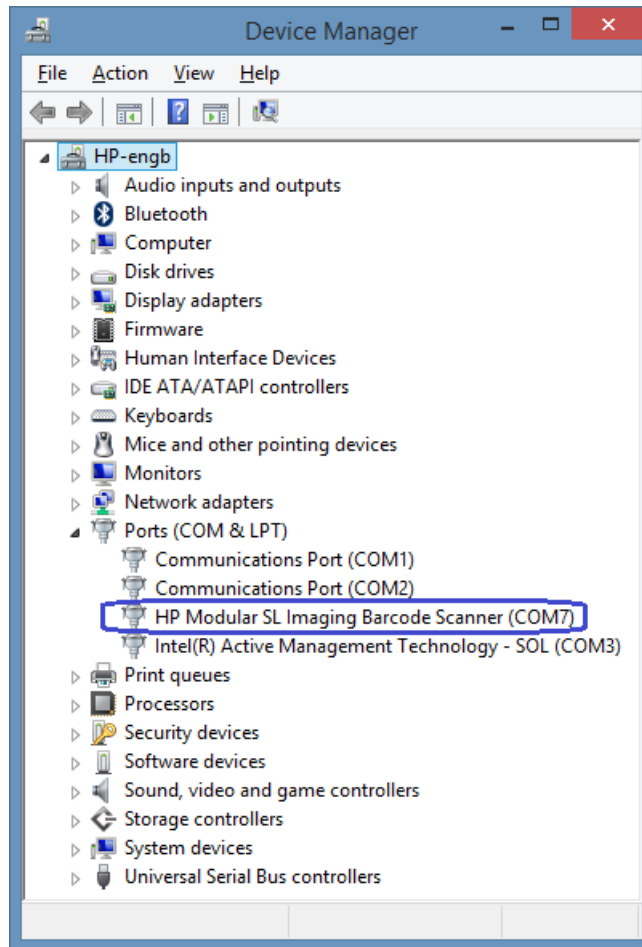 Device Manager
File Action View Help
HP-engb
Audio inputs and outputs
Bluetooth
Computer
Disk drives
Display adapters
Firmware
Human Interface Devices
IDE ATA/ATAPI controllers
Keyboards
Mice and other pointing devices
Monitors
Network adapters
Ports (COM & LPT)
Communications Port (COM1)
Communications Port (COM2)
HP Modular SL Imaging Barcode Scanner (COM7)
Intel(R) Active Management Technology - SOL (COM3)
Print queues
Processors
Security devices
Software devices
Sound, video and game controllers
Storage controllers
System devices
Universal Serial Bus controllers